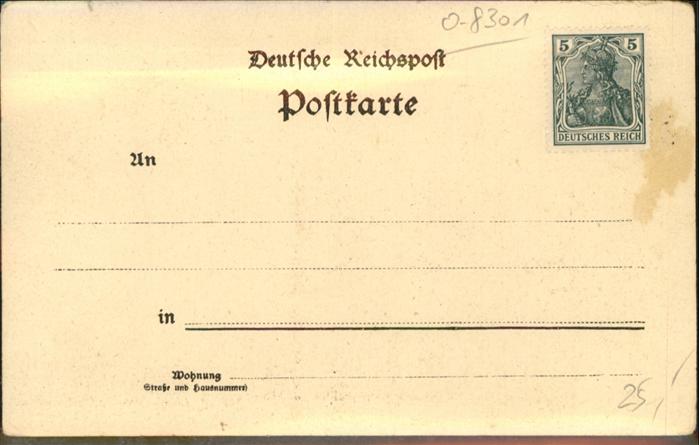 0-8301
Deutsche Reichspost
5 5
Postkarte
DEUTSCHES REICH
An
in
Wohnung
(Straße und Hausnummer)
25,/